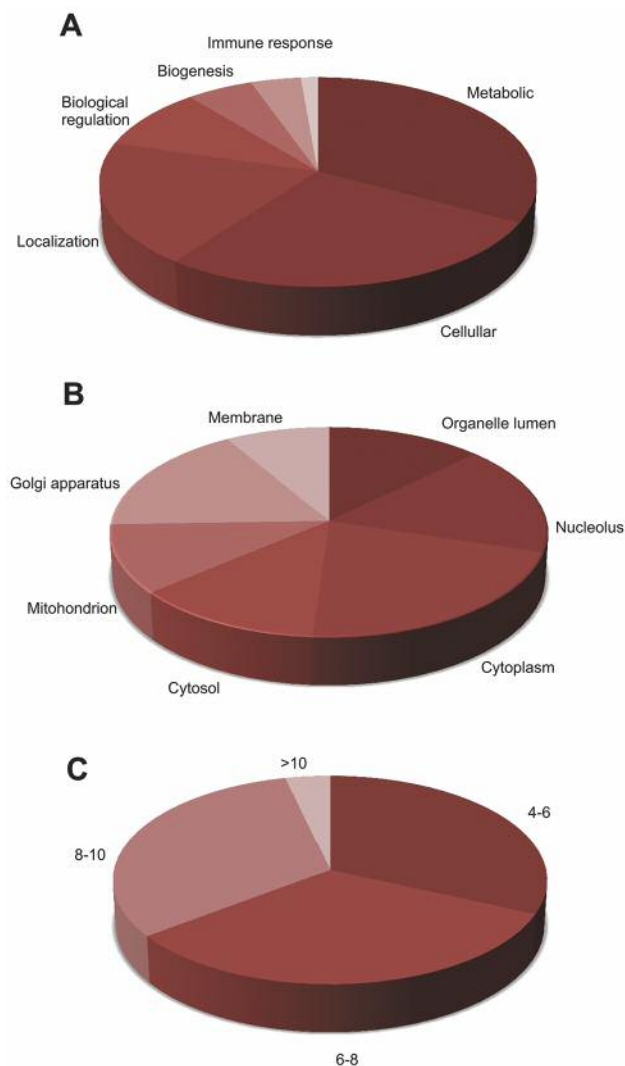 A
Immune response
Biogenesis
Metabolic
Biological
regulation
Localization
Cellullar
B
Membrane
Organelle lumen
Golgi apparatus
Nucleolus
Mitohondrion
Cytoplasm
Cytosol
C
>10
4-6
8-10
6-8